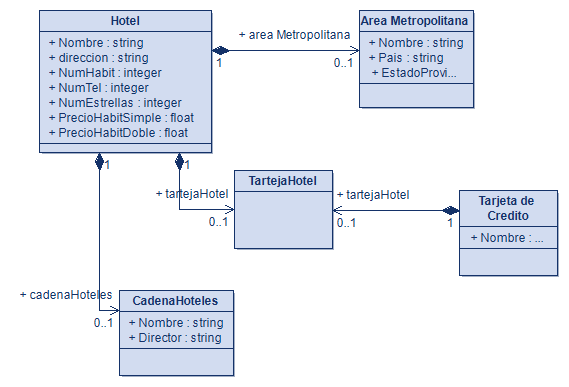 Hotel
+ Nombre : string
+ direccion : string
+ NumHabit : integer
+ NumTel : integer
+ NumEstrellas : integer
+ PrecioHabitSimple : float
+ PrecioHabitDoble : float
+ area Metropolitana
1
0..1
Area Metropolitana
+ Nombre : string
+ Pais : string
+ EstadoProvi...
1
1
+ tartejaHotel
0..1
TartejaHotel
+ tartejaHotel
0..1
1
Tarjeta de
Credito
+ Nombre : ...
+ cadenaHoteles
0..1
CadenaHoteles
+ Nombre : string
+ Director : string